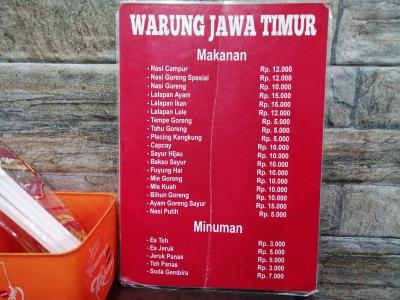 WARUNG JAWA TIMUR
Makanan
- Nasi Campur Rp. 12.000
- Nasi Goreng Spesial Rp. 12.000
- Nasi Goreng Rp. 10.000
- Lalapan Ayam Rp. 15.000
- Lalapan Ikan Rp. 15.000
- Lalapan Lele Rp. 12.000
- Tempe Goreng Rp. 5.000
- Tahu Goreng Rp. 5.000
- Plecing Kangkung Rp. 5.000
- Capcay Rp. 10.000
- Sayur Hijau Rp. 10.000
- Bakso Sayur Rp. 10.000
- Fuyung Hai Rp. 10.000
- Mie Goreng Rp. 10.000
- Mie Kuah Rp. 10.000
- Bihun Goreng Rp. 10.000
- Ayam Goreng Sayur Rp. 15.000
- Nasi Putih Rp. 5.000
Minuman
- Es Teh Rp. 3.000
- Es Jeruk Rp. 5.000
- Jeruk Panas Rp. 5.000
- Teh Panas Rp. 3.000
- Soda Gembira Rp. 7.000